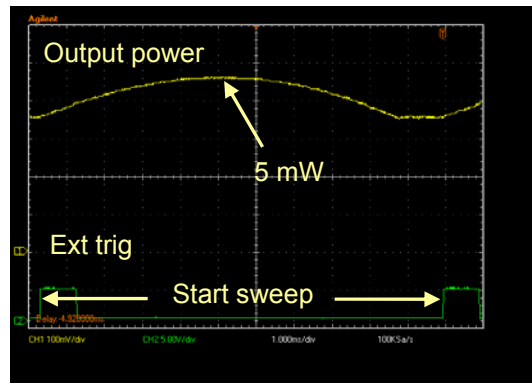 Agilent
Output power
5 mW
Ext trig
Start sweep
Delay -4.920000ms
CH1 100mV/div CH2 5.00V/div 1.000ms/div 100KSa/s